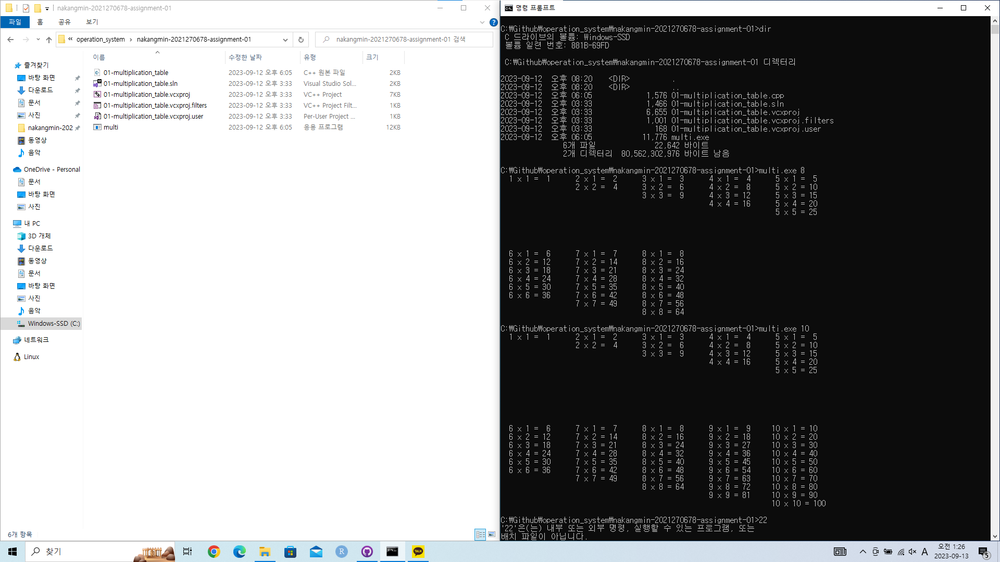 nakangmin-2021270678-assignment-01
파일 홈 공유 보기
« operation_system › nakangmin-2021270678-assignment-01
nakangmin-2021270678-assignment-01 검색
이름 수정한 날짜 유형 크기
01-multiplication_table 2023-09-12 오후 6:05 C++ 원본 파일 2KB
01-multiplication_table.sln 2023-09-12 오후 3:33 Visual Studio Sol... 2KB
01-multiplication_table.vcxproj 2023-09-12 오후 3:33 VC++ Project 7KB
01-multiplication_table.vcxproj.filters 2023-09-12 오후 3:33 VC++ Project Filt... 1KB
01-multiplication_table.vcxproj.user 2023-09-12 오후 3:33 Per-User Project ... 1KB
multi 2023-09-12 오후 6:05 응용 프로그램 12KB
즐겨찾기
바탕 화면
다운로드
문서
사진
nakangmin-202
동영상
음악
OneDrive - Personal
문서
바탕 화면
사진
내 PC
3D 개체
다운로드
동영상
문서
바탕 화면
사진
음악
Windows-SSD (C:)
네트워크
Linux
6개 항목
명령 프롬프트
C:₩Github₩operation_system₩nakangmin-2021270678-assignment-01>dir
C 드라이브의 볼륨: Windows-SSD
볼륨 일련 번호: 881B-69FD
C:₩Github₩operation_system₩nakangmin-2021270678-assignment-01 디렉터리
2023-09-12 오후 08:20 <DIR> .
2023-09-12 오후 08:20 <DIR> ..
2023-09-12 오후 06:05 1,576 01-multiplication_table.cpp
2023-09-12 오후 03:33 1,466 01-multiplication_table.sln
2023-09-12 오후 03:33 6,655 01-multiplication_table.vcxproj
2023-09-12 오후 03:33 1,001 01-multiplication_table.vcxproj.filters
2023-09-12 오후 03:33 168 01-multiplication_table.vcxproj.user
2023-09-12 오후 06:05 11,776 multi.exe
6개 파일 22,642 바이트
2개 디렉터리 80,562,302,976 바이트 남음
C:₩Github₩operation_system₩nakangmin-2021270678-assignment-01>multi.exe 8
1 x 1 = 1 2 x 1 = 2 3 x 1 = 3 4 x 1 = 4 5 x 1 = 5
2 x 2 = 4 3 x 2 = 6 4 x 2 = 8 5 x 2 = 10
3 x 3 = 9 4 x 3 = 12 5 x 3 = 15
4 x 4 = 16 5 x 4 = 20
5 x 5 = 25
6 x 1 = 6 7 x 1 = 7 8 x 1 = 8
6 x 2 = 12 7 x 2 = 14 8 x 2 = 16
6 x 3 = 18 7 x 3 = 21 8 x 3 = 24
6 x 4 = 24 7 x 4 = 28 8 x 4 = 32
6 x 5 = 30 7 x 5 = 35 8 x 5 = 40
6 x 6 = 36 7 x 6 = 42 8 x 6 = 48
7 x 7 = 49 8 x 7 = 56
8 x 8 = 64
C:₩Github₩operation_system₩nakangmin-2021270678-assignment-01>multi.exe 10
1 x 1 = 1 2 x 1 = 2 3 x 1 = 3 4 x 1 = 4 5 x 1 = 5
2 x 2 = 4 3 x 2 = 6 4 x 2 = 8 5 x 2 = 10
3 x 3 = 9 4 x 3 = 12 5 x 3 = 15
4 x 4 = 16 5 x 4 = 20
5 x 5 = 25
6 x 1 = 6 7 x 1 = 7 8 x 1 = 8 9 x 1 = 9 10 x 1 = 10
6 x 2 = 12 7 x 2 = 14 8 x 2 = 16 9 x 2 = 18 10 x 2 = 20
6 x 3 = 18 7 x 3 = 21 8 x 3 = 24 9 x 3 = 27 10 x 3 = 30
6 x 4 = 24 7 x 4 = 28 8 x 4 = 32 9 x 4 = 36 10 x 4 = 40
6 x 5 = 30 7 x 5 = 35 8 x 5 = 40 9 x 5 = 45 10 x 5 = 50
6 x 6 = 36 7 x 6 = 42 8 x 6 = 48 9 x 6 = 54 10 x 6 = 60
7 x 7 = 49 8 x 7 = 56 9 x 7 = 63 10 x 7 = 70
8 x 8 = 64 9 x 8 = 72 10 x 8 = 80
9 x 9 = 81 10 x 9 = 90
10 x 10 = 100
C:₩Github₩operation_system₩nakangmin-2021270678-assignment-01>22
'22'은(는) 내부 또는 외부 명령, 실행할 수 있는 프로그램, 또는
배치 파일이 아닙니다.
찾기
R
TALK
A
오전 1:26
2023-09-13
5